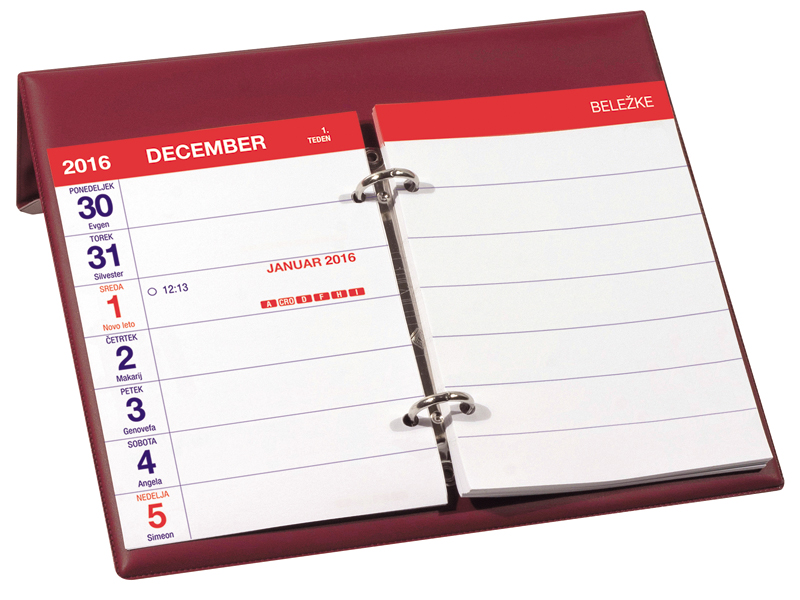 2016 DECEMBER 1. TEDEN
PONEDELJEK
30
Evgen
TOREK
31
Silvester
JANUAR 2016
SREDA
1
Novo leto
12:13
A CRO D F H I
ČETRTEK
2
Makarij
PETEK
3
Genovefa
SOBOTA
4
Angela
NEDELJA
5
Simeon
BELEŽKE